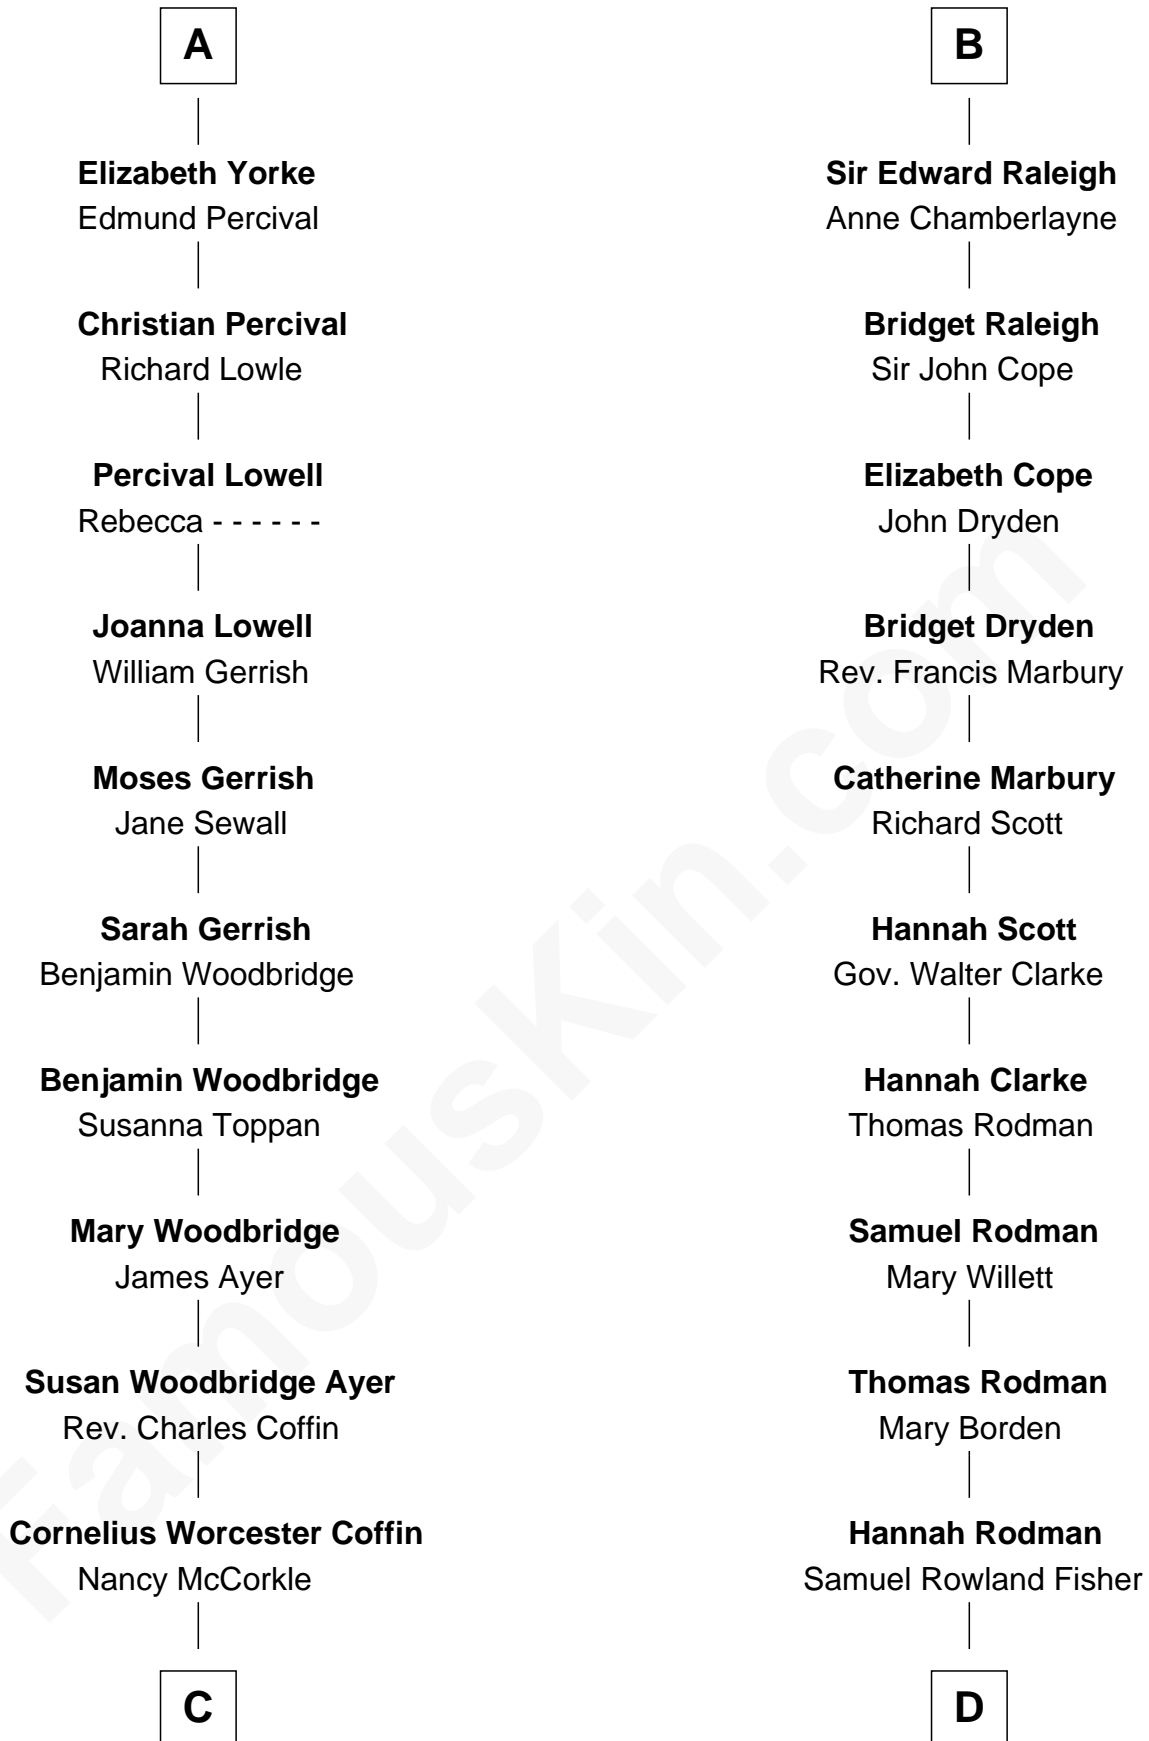 A
Elizabeth Yorke
Edmund Percival
Christian Percival
Richard Lowle
Percival Lowell
Rebecca - - - - - -
Joanna Lowell
William Gerrish
Moses Gerrish
Jane Sewall
Sarah Gerrish
Benjamin Woodbridge
Benjamin Woodbridge
Susanna Toppan
Mary Woodbridge
James Ayer
Susan Woodbridge Ayer
Rev. Charles Coffin
Cornelius Worcester Coffin
Nancy McCorkle
C
B
Sir Edward Raleigh
Anne Chamberlayne
Bridget Raleigh
Sir John Cope
Elizabeth Cope
John Dryden
Bridget Dryden
Rev. Francis Marbury
Catherine Marbury
Richard Scott
Hannah Scott
Gov. Walter Clarke
Hannah Clarke
Thomas Rodman
Samuel Rodman
Mary Willett
Thomas Rodman
Mary Borden
Hannah Rodman
Samuel Rowland Fisher
D
FamousKin.com